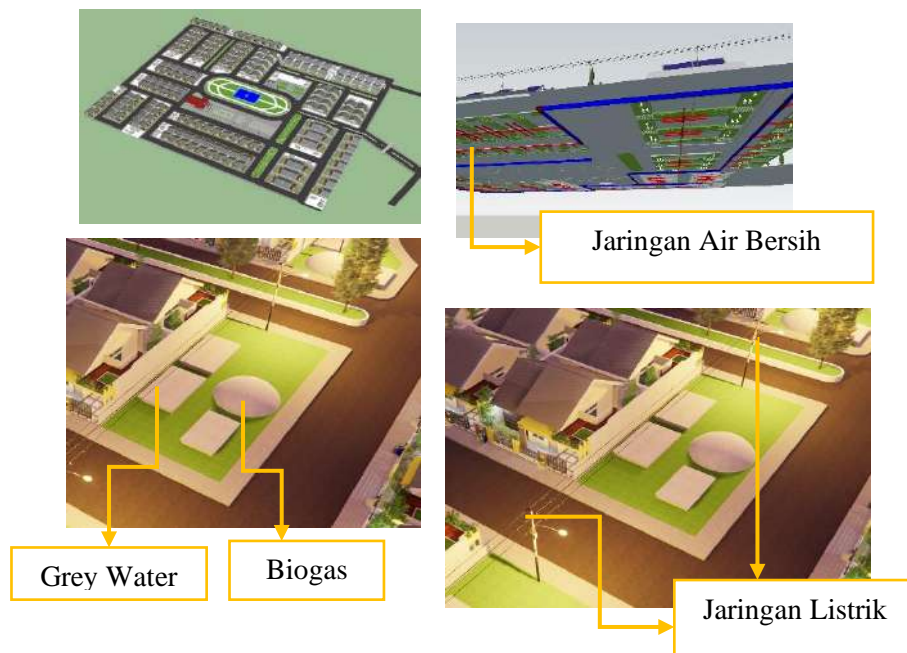 Jaringan Air Bersih
Grey Water
Biogas
Jaringan Listrik